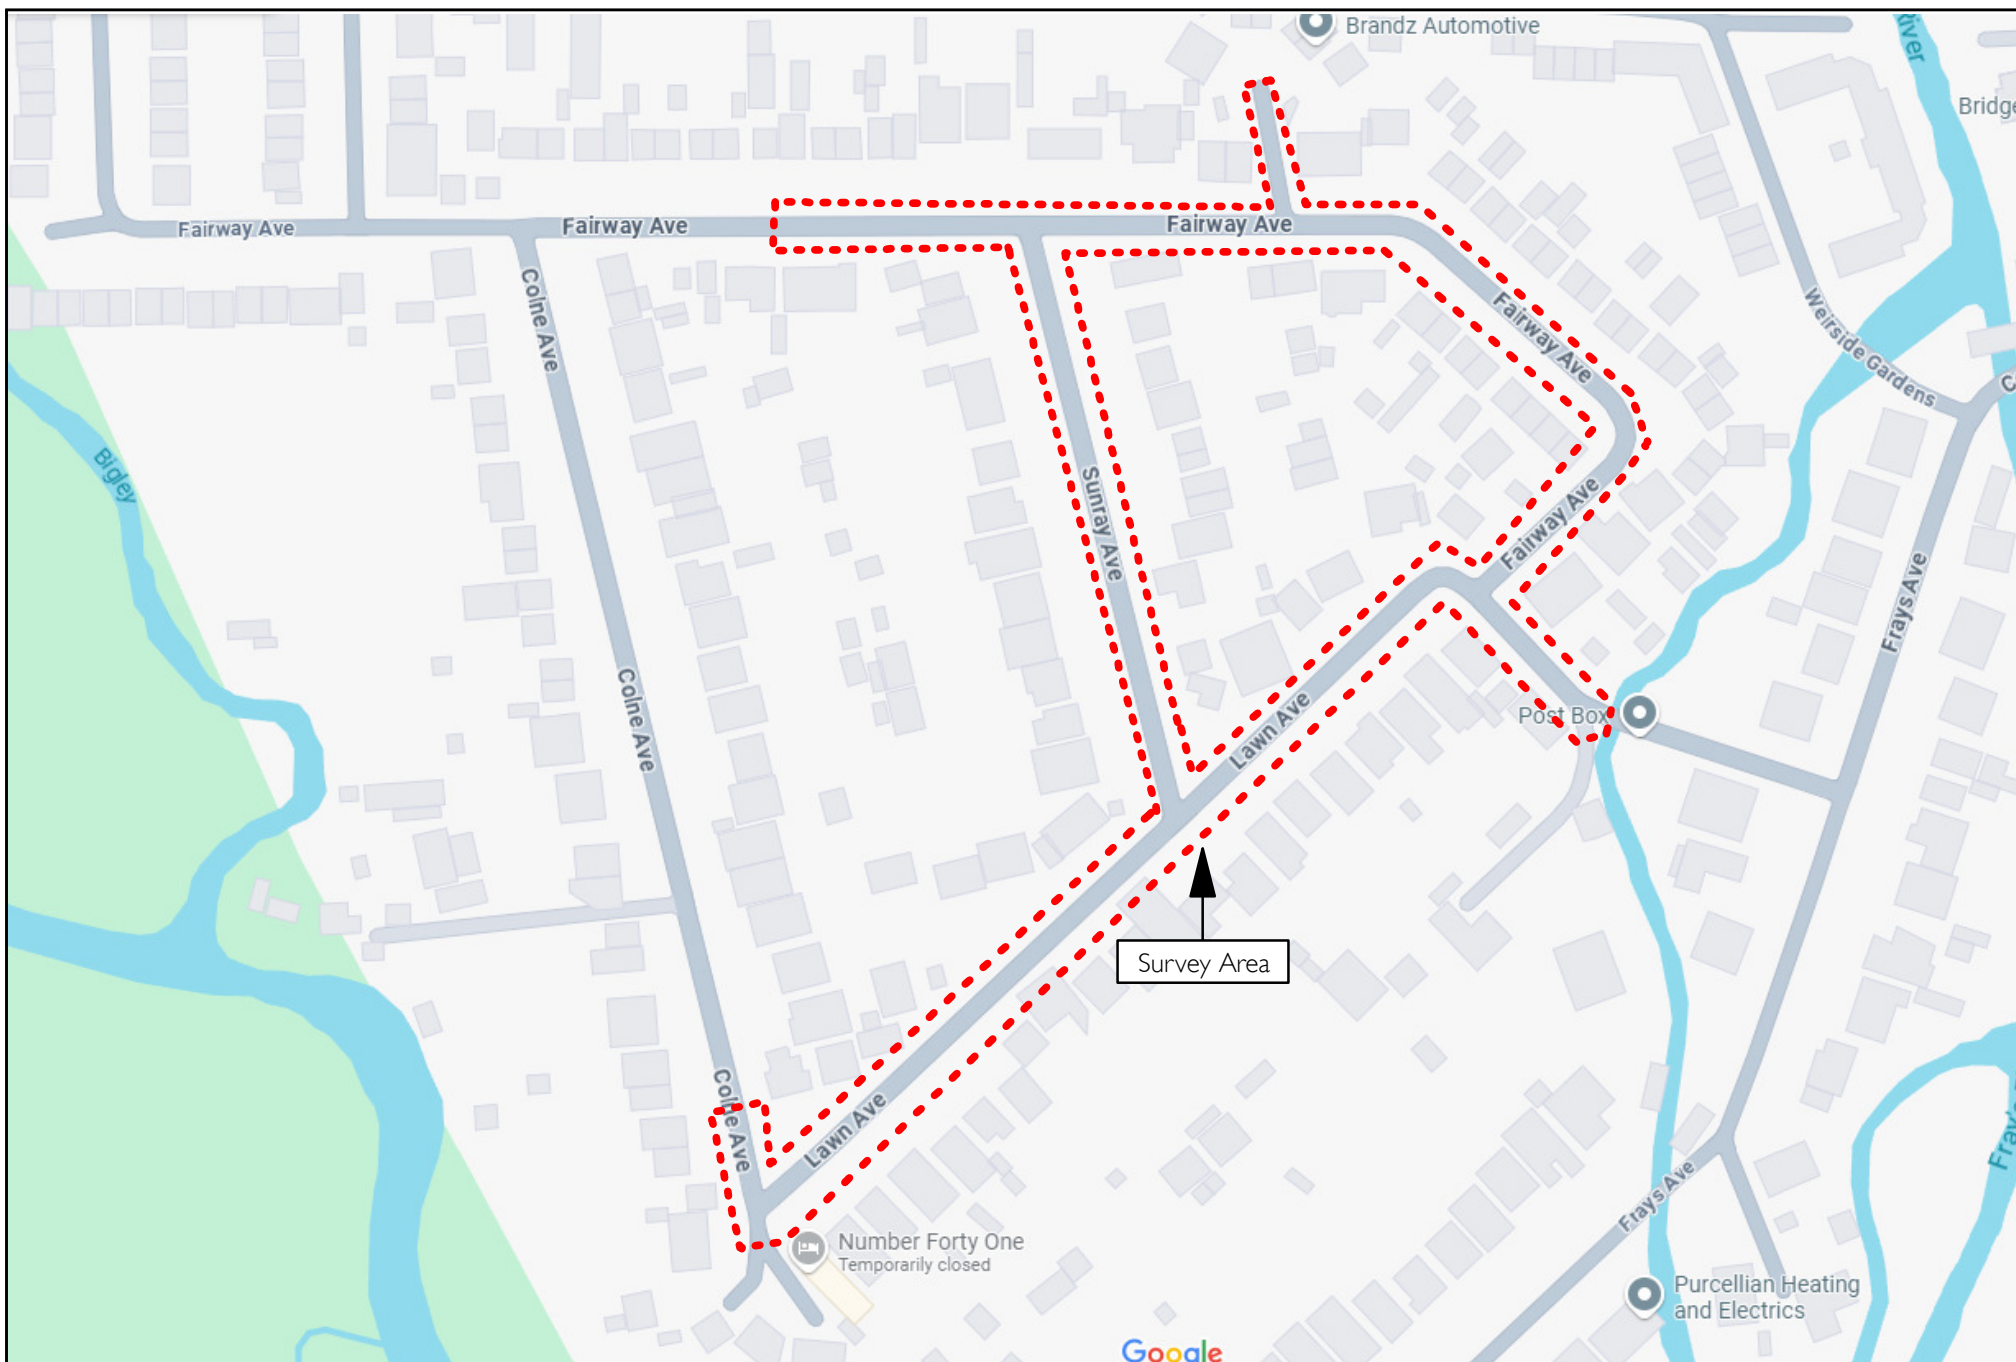 Brandz Automotive
River
Bridge
Fairway Ave
Fairway Ave
Fairway Ave
Colne Ave
Fairway Ave
Weirside Gardens
C
Bigley
Sunray Ave
Fairway Ave
Frays Ave
Colne Ave
Lawn Ave
Post Box
Survey Area
Colne Ave
Lawn Ave
Frays Ave
Fray's
Number Forty One
Temporarily closed
Purcellian Heating
and Electrics
Google